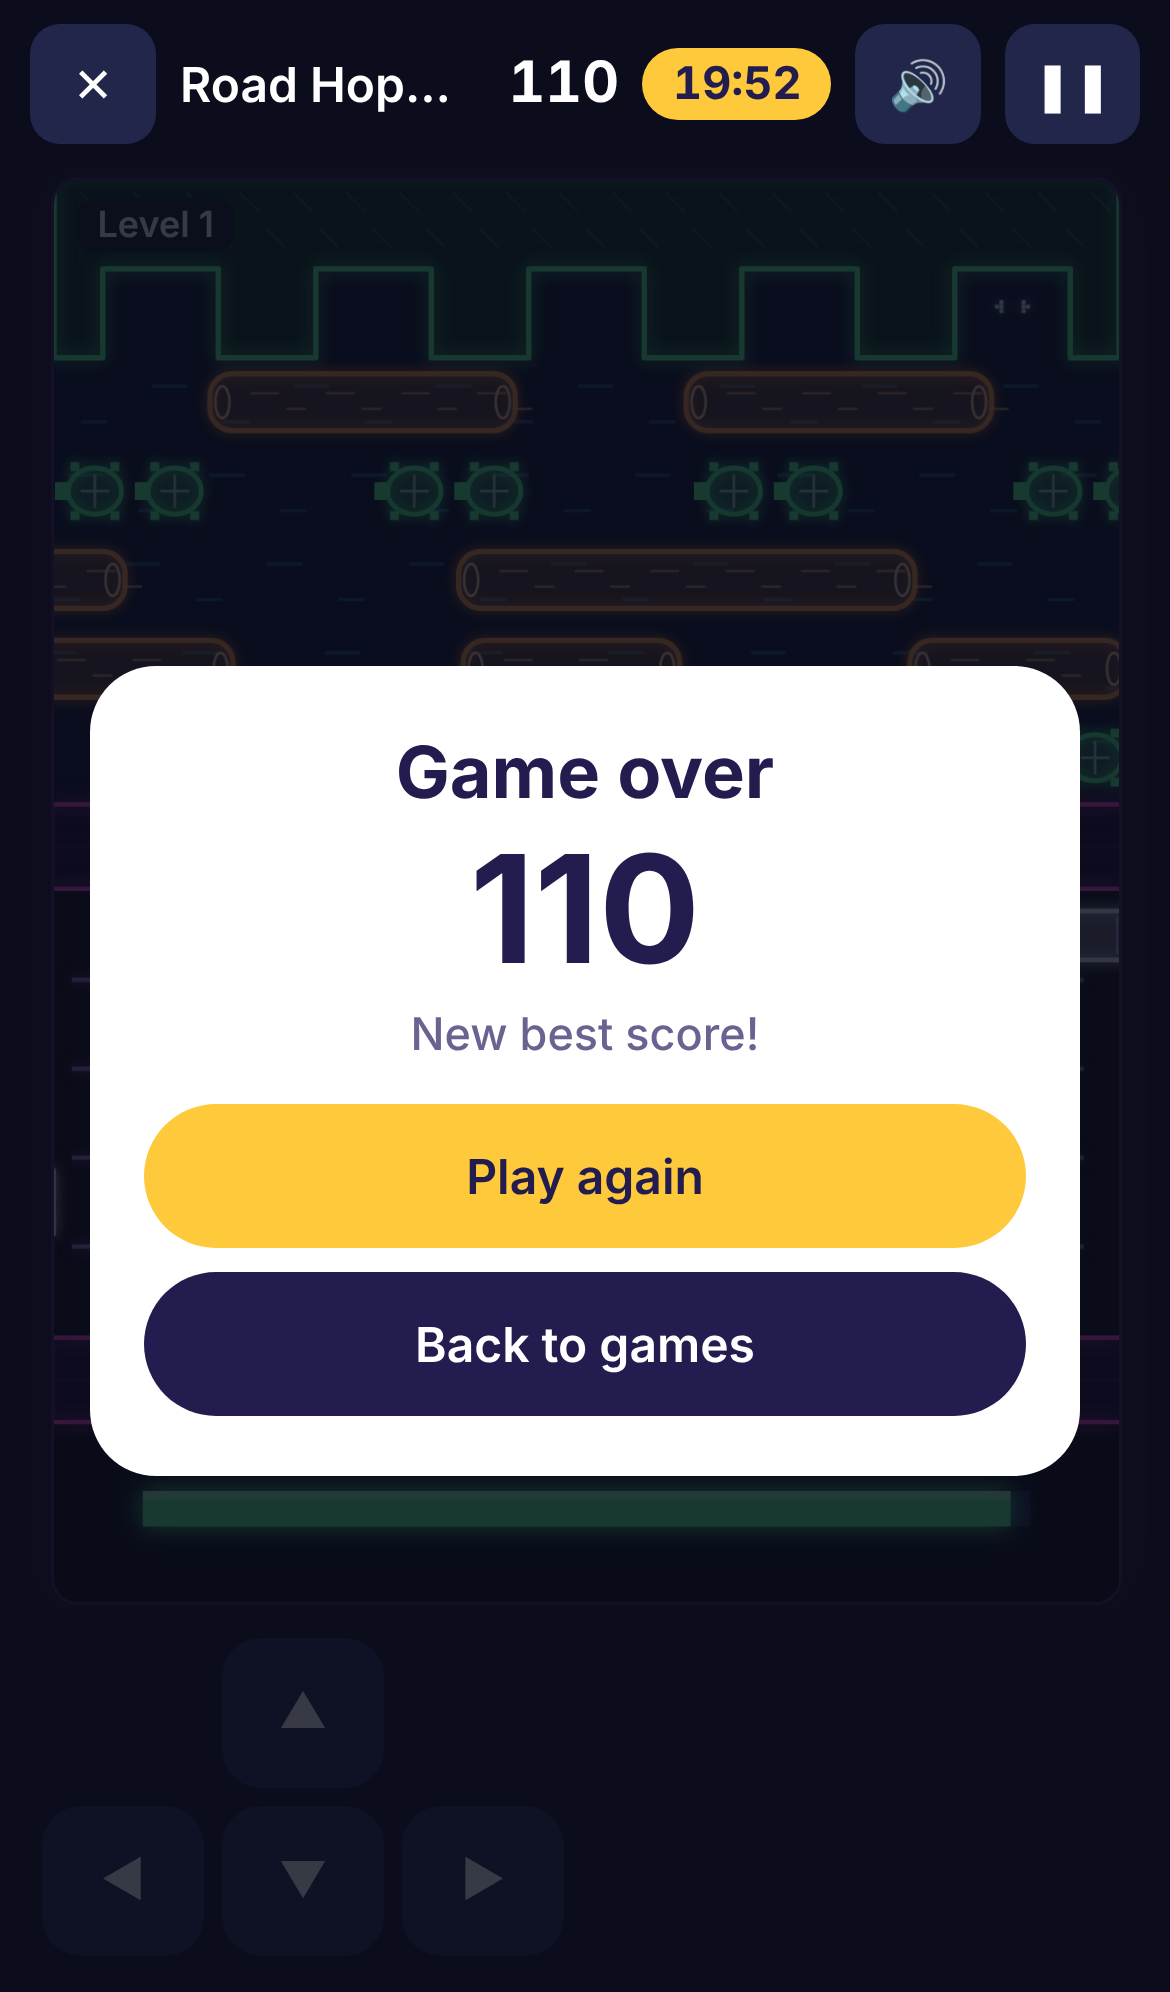 Road Hop...
110
19:52
Level 1
Game over
110
New best score!
Play again
Back to games